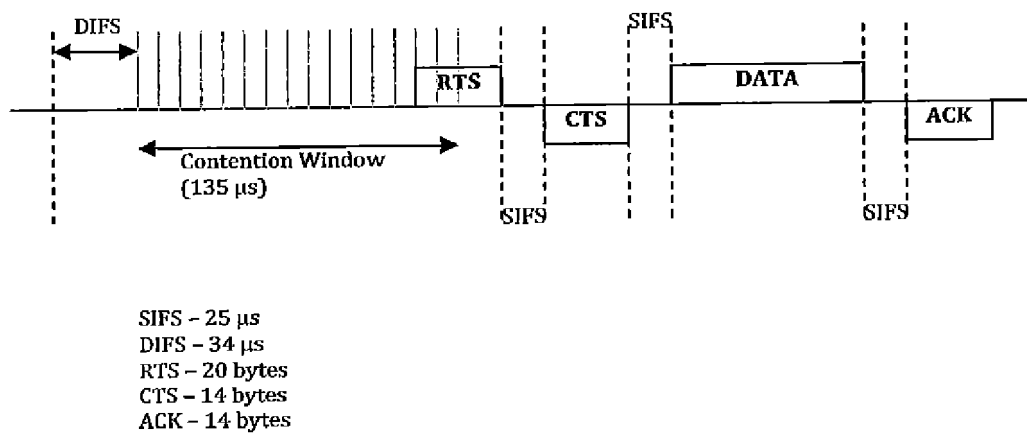 SIFS
DIFS
RTS
DATA
CTS
ACK
Contention Window
(135 μs)
SIFS
SIFS
SIFS – 25 μs
DIFS – 34 μs
RTS – 20 bytes
CTS – 14 bytes
ACK – 14 bytes